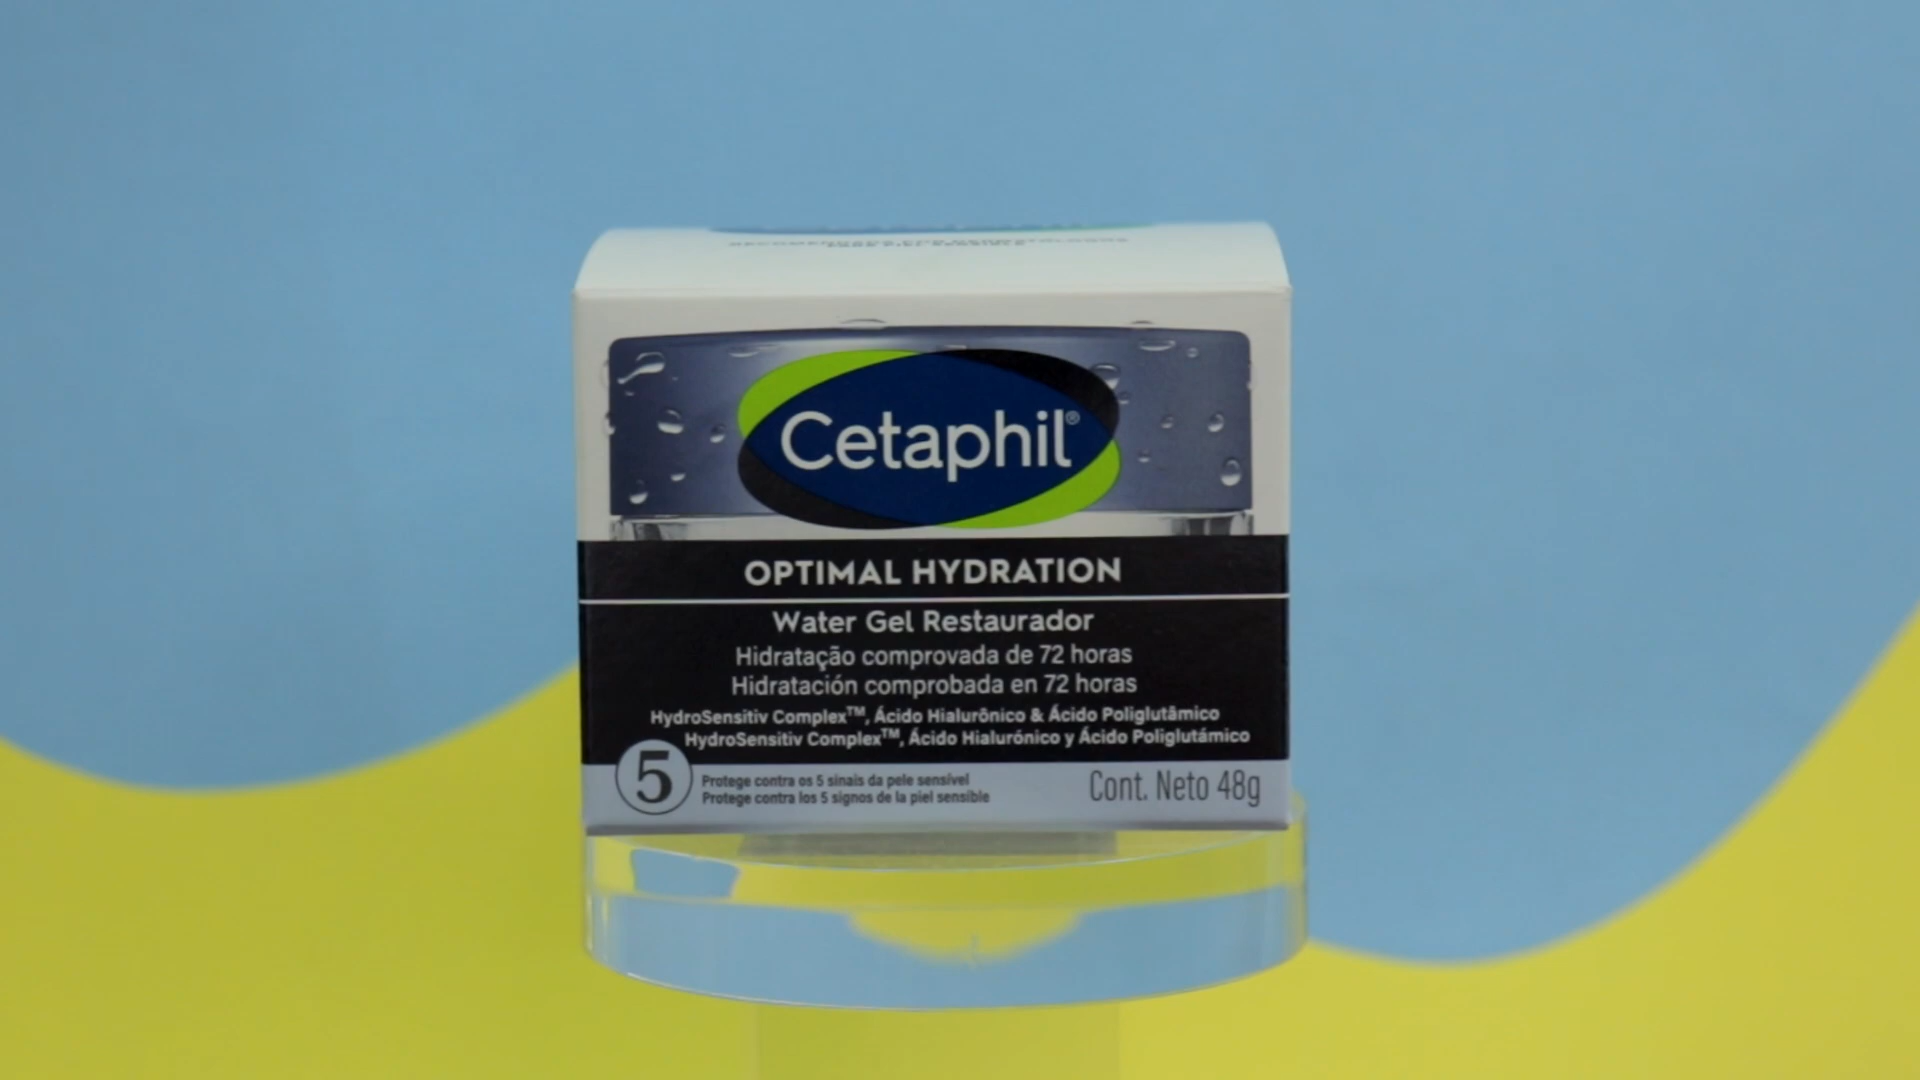 Cetaphil®
OPTIMAL HYDRATION
Water Gel Restaurador
Hidratação comprovada de 72 horas
Hidratación comprobada en 72 horas
HydroSensitiv Complex™, Ácido Hialurônico & Ácido Poliglutâmico
HydroSensitiv Complex™, Ácido Hialurónico y Ácido Poliglutámico
5
Protege contra os 5 sinais da pele sensível
Protege contra los 5 signos de la piel sensible
Cont. Neto 48g